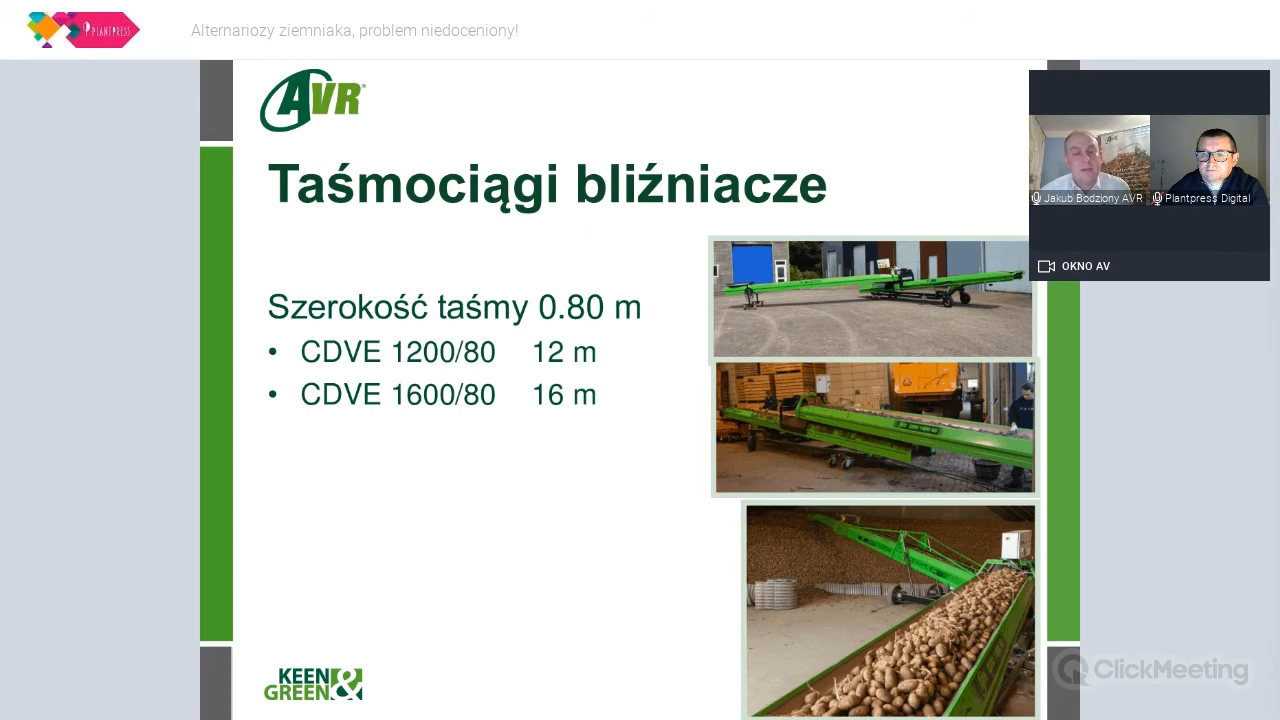 PLANTPRESS
Alternariozy ziemniaka, problem niedoceniony!
AVR®
Taśmociągi bliźniacze
Szerokość taśmy 0.80 m
• CDVE 1200/80 12 m
• CDVE 1600/80 16 m
Jakub Bodziony AVR
Plantpress Digital
OKNO AV
KEEN
GREEN&
ClickMeeting